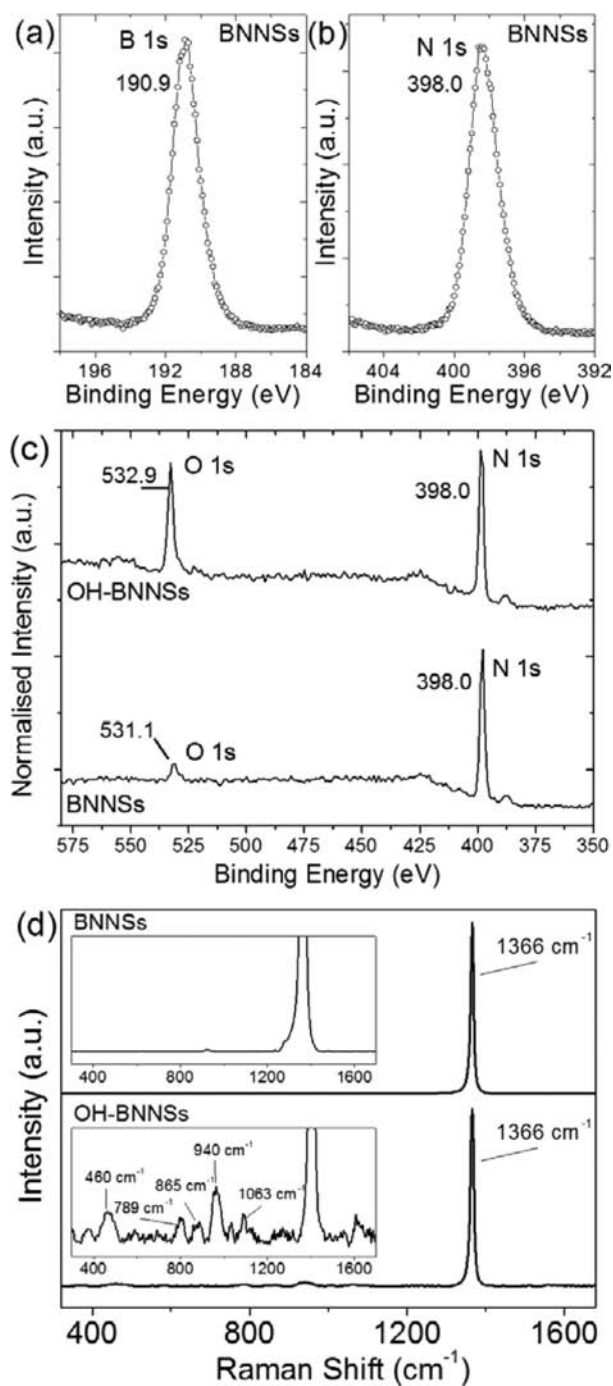 (a)
B 1s
BNNSs
190.9
Intensity (a.u.)
196
192
188
184
Binding Energy (eV)
(b)
N 1s
BNNSs
398.0
Intensity (a.u.)
404
400
396
392
Binding Energy (eV)
(c)
O 1s
532.9
N 1s
398.0
OH-BNNSs
N 1s
398.0
531.1
O 1s
BNNSs
Normalised Intensity (a.u.)
575
550
525
500
475
450
425
400
375
350
Binding Energy (eV)
(d)
BNNSs
1366 cm⁻¹
400
800
1200
1600
OH-BNNSs
1366 cm⁻¹
940 cm⁻¹
460 cm⁻¹
865 cm⁻¹
789 cm⁻¹
1063 cm⁻¹
400
800
1200
1600
Intensity (a.u.)
400
800
1200
1600
Raman Shift (cm⁻¹)